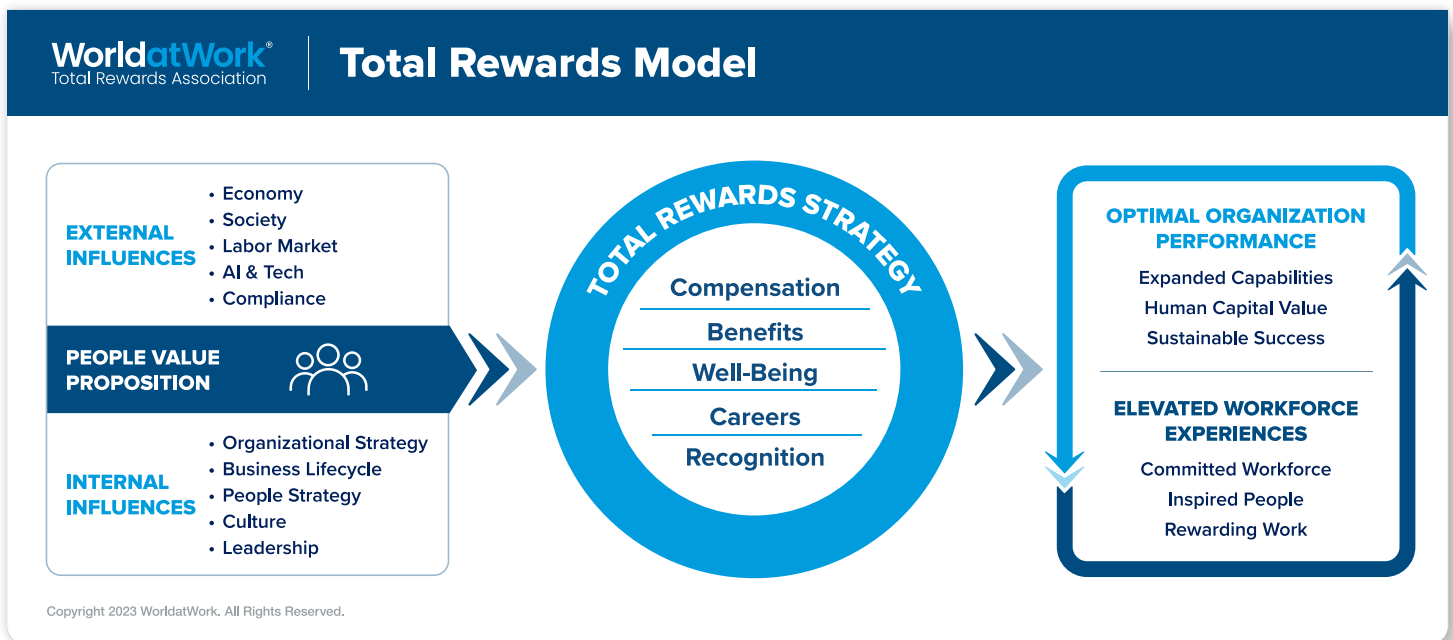 WorldatWork®
Total Rewards Association
Total Rewards Model
EXTERNAL
INFLUENCES
• Economy
• Society
• Labor Market
• AI & Tech
• Compliance
PEOPLE VALUE
PROPOSITION
INTERNAL
INFLUENCES
• Organizational Strategy
• Business Lifecycle
• People Strategy
• Culture
• Leadership
TOTAL REWARDS STRATEGY
Compensation
Benefits
Well-Being
Careers
Recognition
OPTIMAL ORGANIZATION
PERFORMANCE
Expanded Capabilities
Human Capital Value
Sustainable Success
ELEVATED WORKFORCE
EXPERIENCES
Committed Workforce
Inspired People
Rewarding Work
Copyright 2023 WorldatWork. All Rights Reserved.